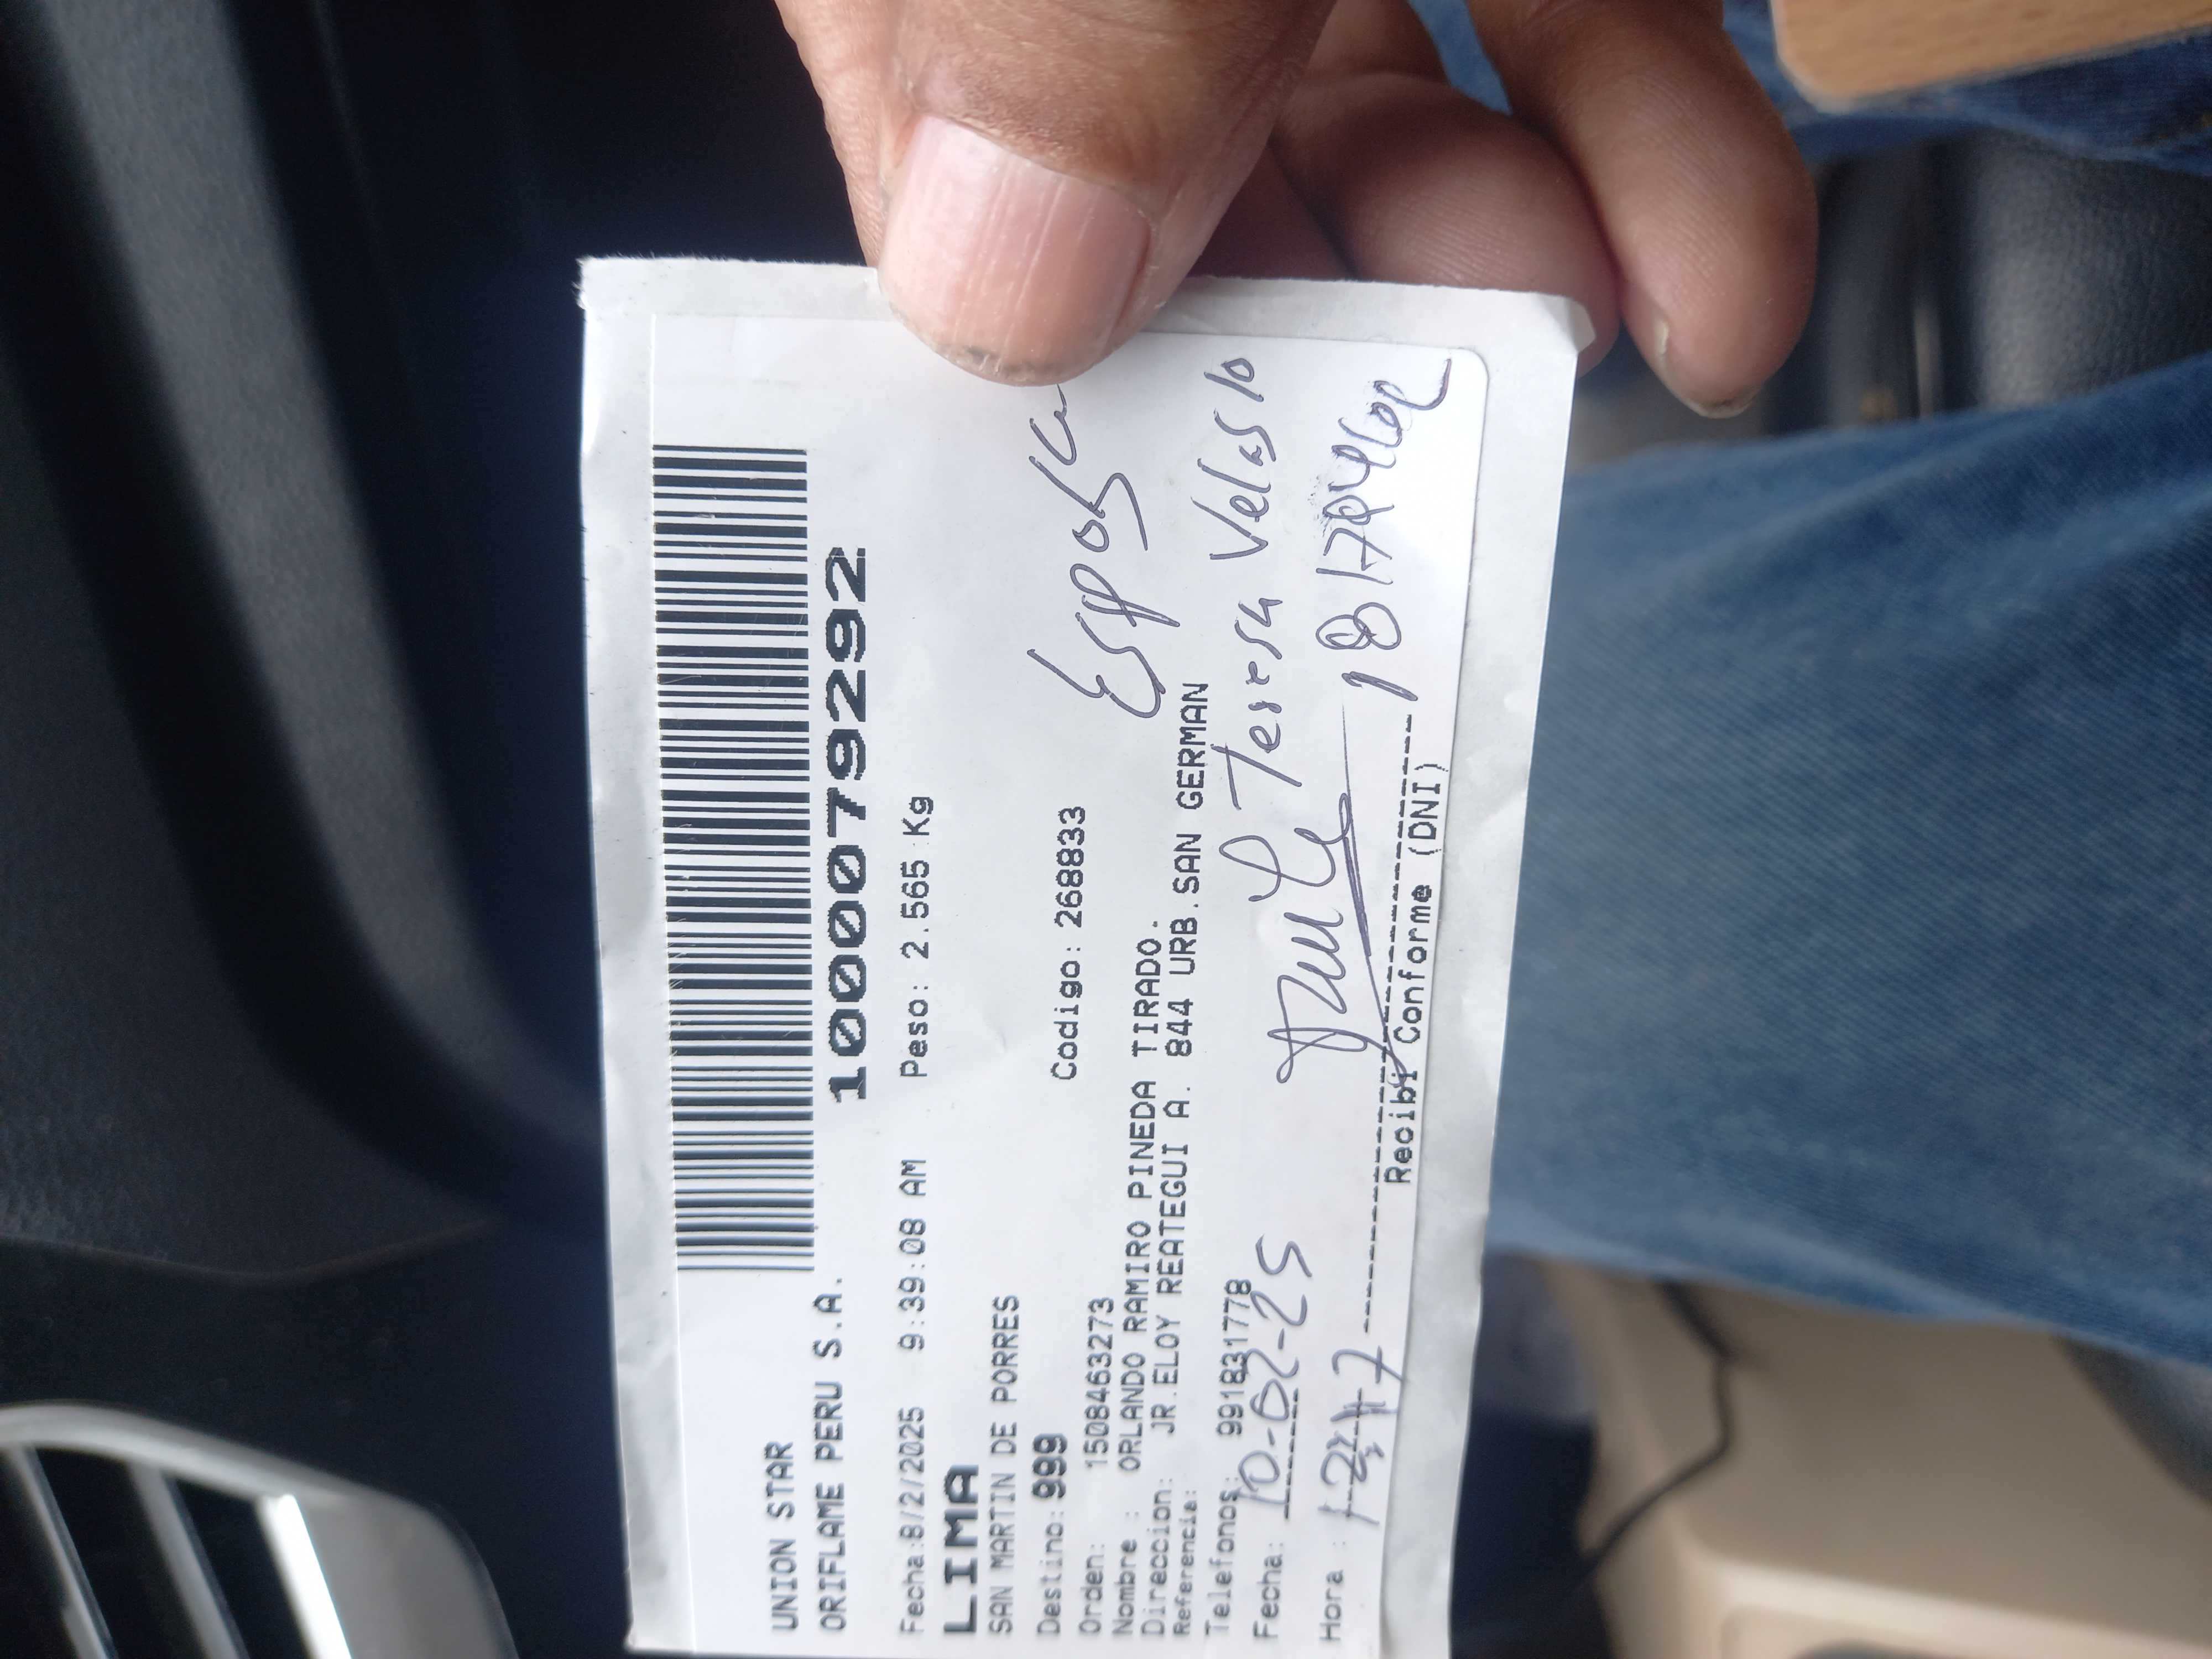 UNION STAR
ORIFLAME PERU S.A.
10007929​2
Fecha:8/2/2025 9:39:08 AM Peso: 2.565 Kg
LIMA
SAN MARTIN DE PORRES
Destino: 999 Codigo: 268833
Esposa
Orden: 1508463273
Nombre : ORLANDO RAMIRO PINEDA TIRADO.
Direccion: JR.ELOY REATEGUI A. 844 URB.SAN GERMAN
Referencia:
Telefonos: 991831778
Teresa Velasco
Fecha: 10-02-25
Hora :
Recibi Conforme (DNI)